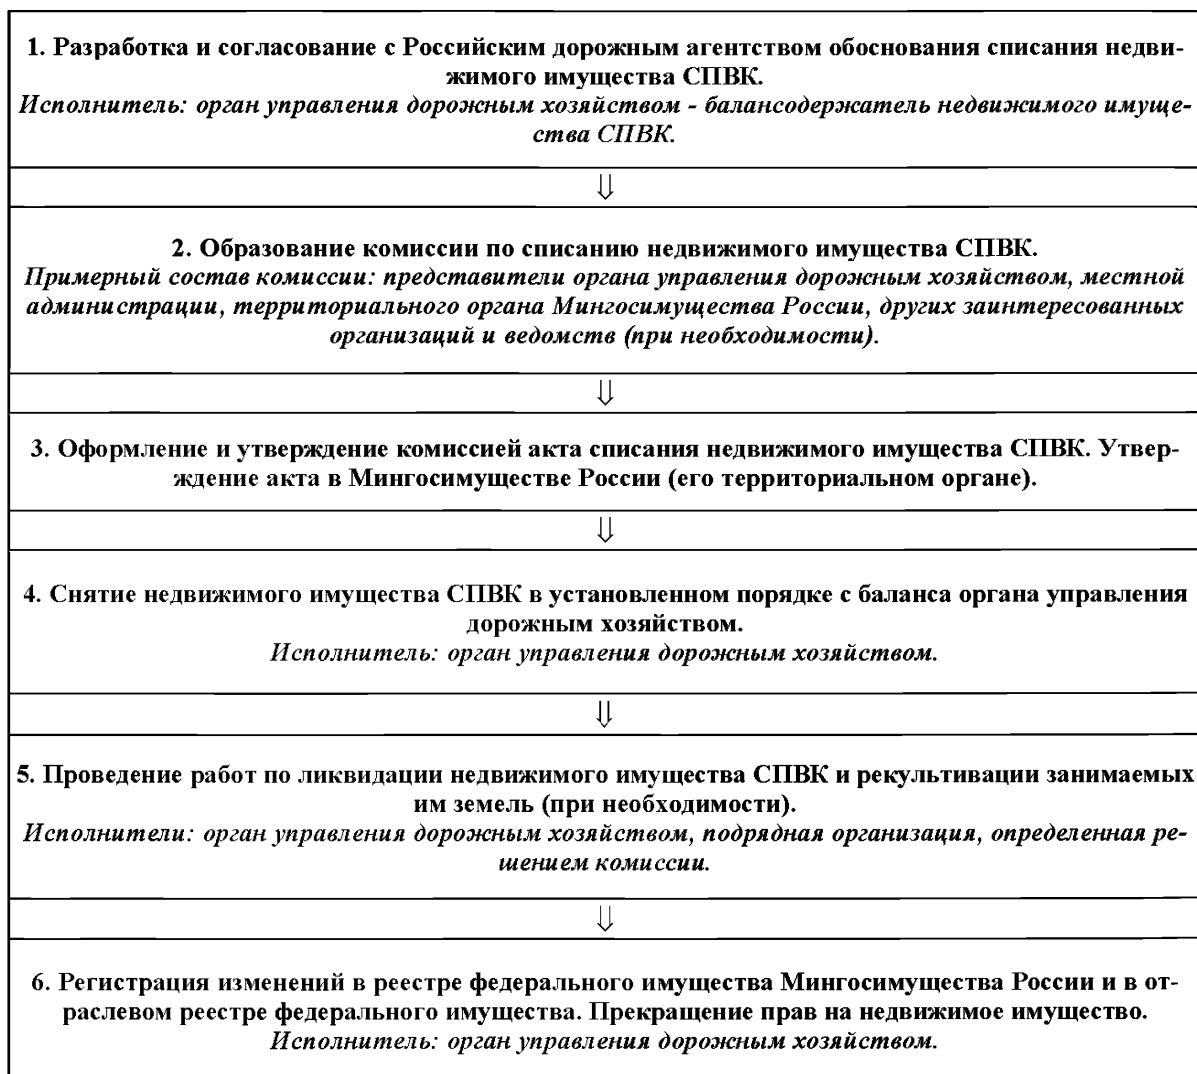 1. Разработка и согласование с Российским дорожным агентством обоснования списания недви-
жимого имущества СПВК.
Исполнитель: орган управления дорожным хозяйством - балансодержатель недвижимого имуще-
ства СПВК.
⇓
2. Образование комиссии по списанию недвижимого имущества СПВК.
Примерный состав комиссии: представители органа управления дорожным хозяйством, местной
администрации, территориального органа Мингосимущества России, других заинтересованных
организаций и ведомств (при необходимости).
⇓
3. Оформление и утверждение комиссией акта списания недвижимого имущества СПВК. Утвер-
ждение акта в Мингосимуществе России (его территориальном органе).
⇓
4. Снятие недвижимого имущества СПВК в установленном порядке с баланса органа управления
дорожным хозяйством.
Исполнитель: орган управления дорожным хозяйством.
⇓
5. Проведение работ по ликвидации недвижимого имущества СПВК и рекультивации занимаемых
им земель (при необходимости).
Исполнители: орган управления дорожным хозяйством, подрядная организация, определенная ре-
шением комиссии.
⇓
6. Регистрация изменений в реестре федерального имущества Мингосимущества России и в от-
раслевом реестре федерального имущества. Прекращение прав на недвижимое имущество.
Исполнитель: орган управления дорожным хозяйством.